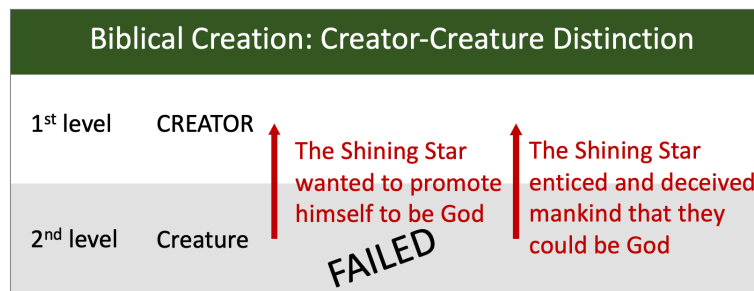 Biblical Creation: Creator-Creature Distinction
1st level CREATOR
The Shining Star
wanted to promote
himself to be God
The Shining Star
enticed and deceived
mankind that they
could be God
2nd level Creature
FAILED